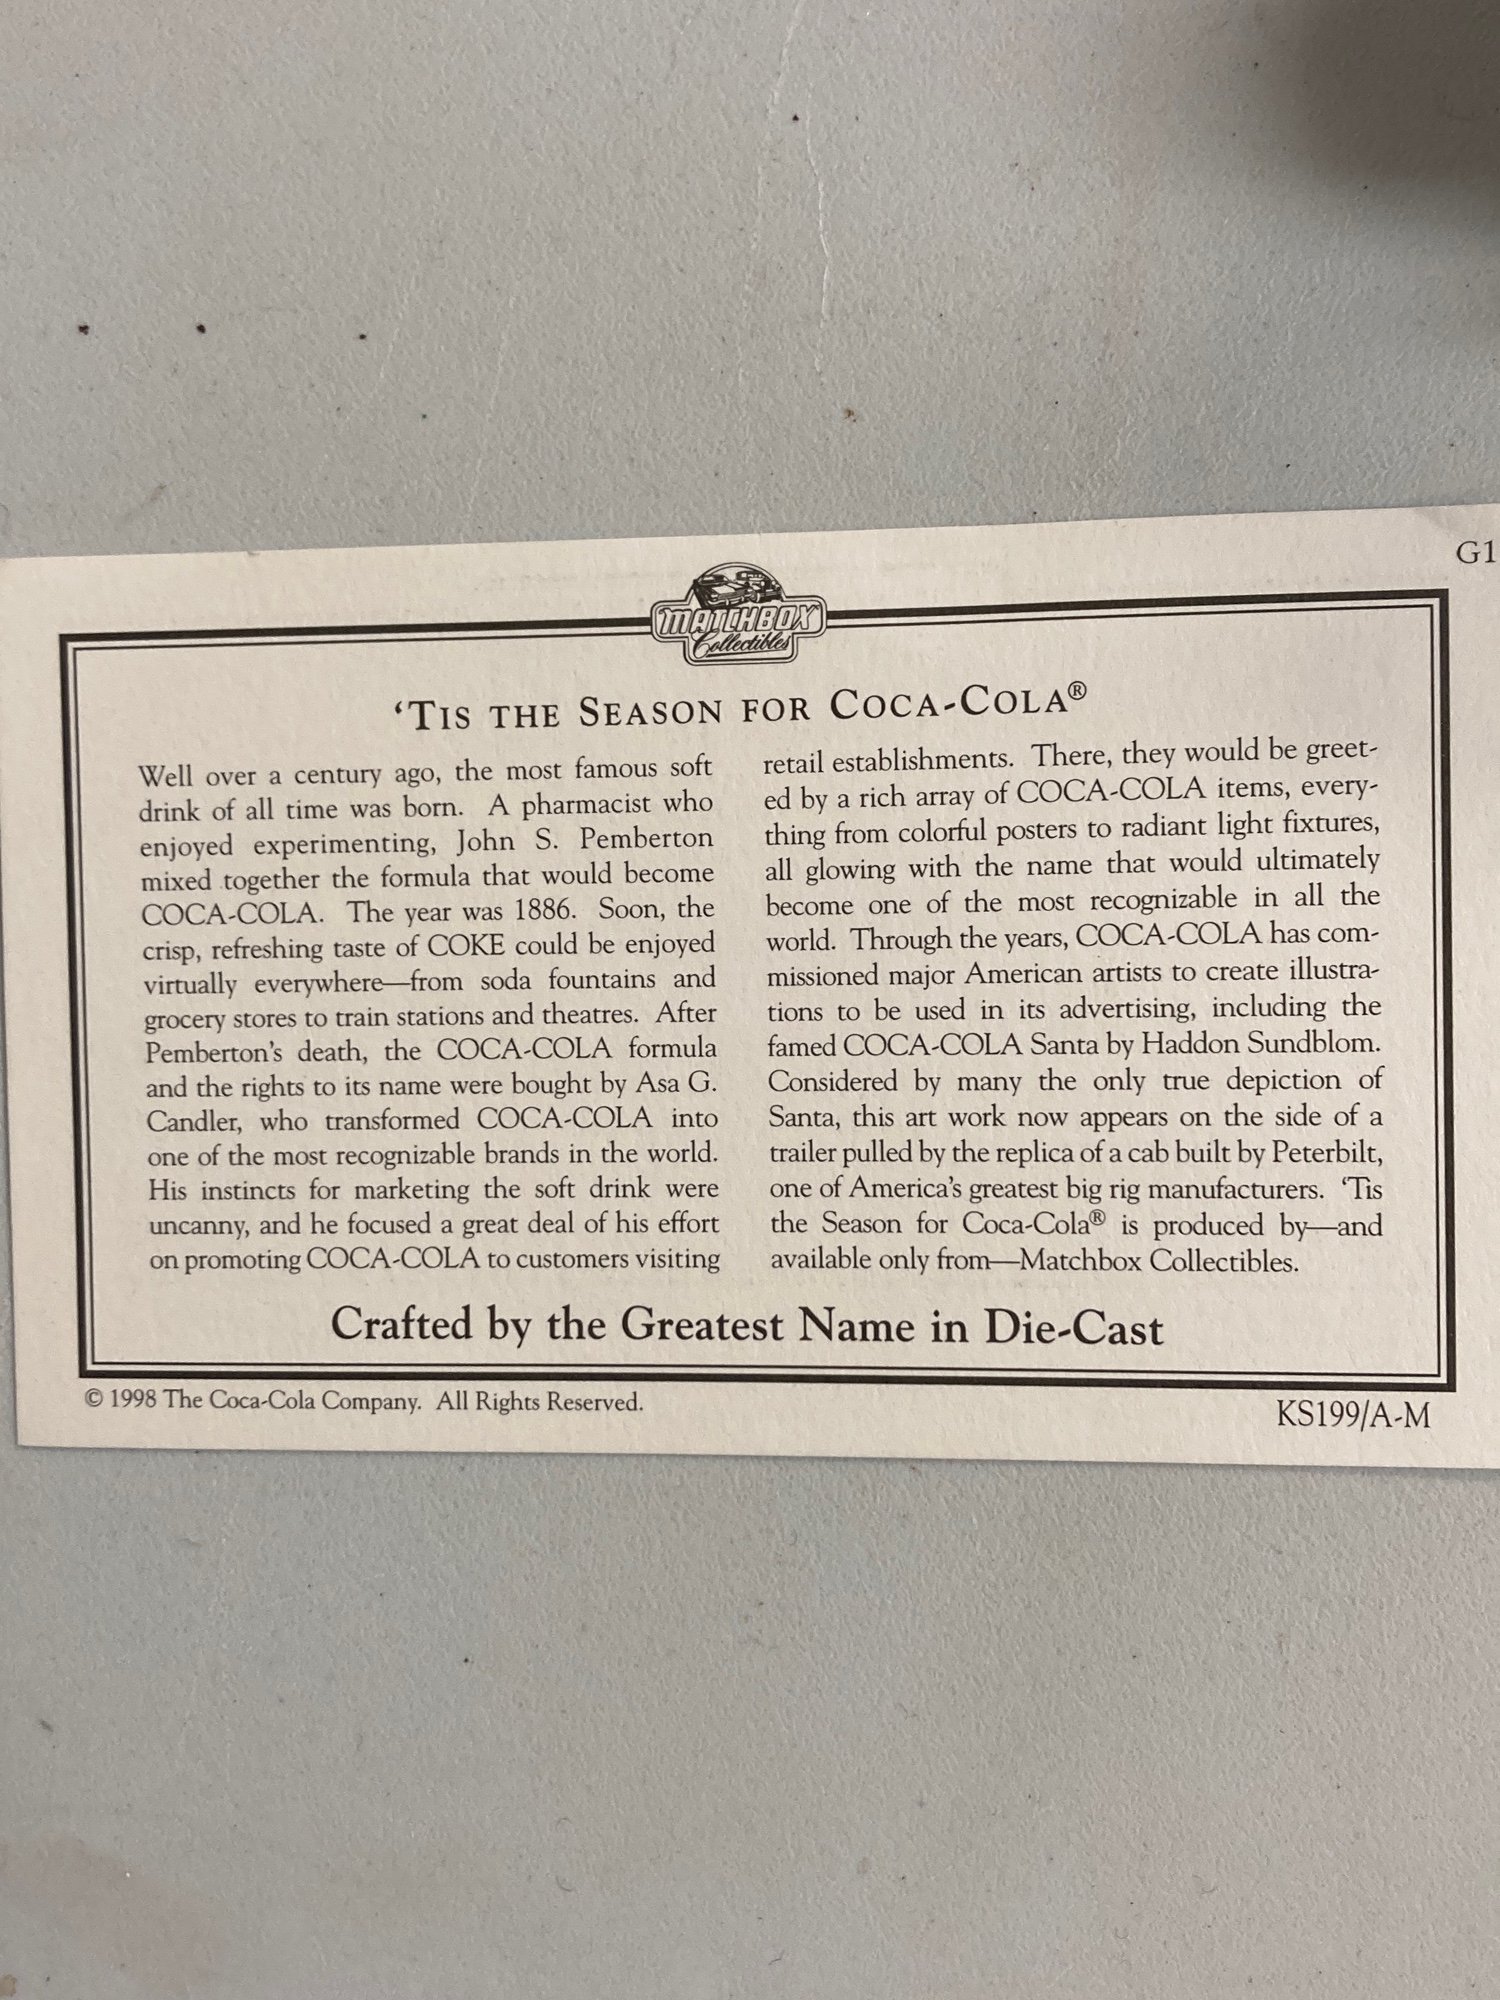 G1
MATCHBOX
Collectibles
‘TIS THE SEASON FOR COCA-COLA®
Well over a century ago, the most famous soft
drink of all time was born. A pharmacist who
enjoyed experimenting, John S. Pemberton
mixed together the formula that would become
COCA-COLA. The year was 1886. Soon, the
crisp, refreshing taste of COKE could be enjoyed
virtually everywhere—from soda fountains and
grocery stores to train stations and theatres. After
Pemberton's death, the COCA-COLA formula
and the rights to its name were bought by Asa G.
Candler, who transformed COCA-COLA into
one of the most recognizable brands in the world.
His instincts for marketing the soft drink were
uncanny, and he focused a great deal of his effort
on promoting COCA-COLA to customers visiting
retail establishments. There, they would be greet-
ed by a rich array of COCA-COLA items, every-
thing from colorful posters to radiant light fixtures,
all glowing with the name that would ultimately
become one of the most recognizable in all the
world. Through the years, COCA-COLA has com-
missioned major American artists to create illustra-
tions to be used in its advertising, including the
famed COCA-COLA Santa by Haddon Sundblom.
Considered by many the only true depiction of
Santa, this art work now appears on the side of a
trailer pulled by the replica of a cab built by Peterbilt,
one of America's greatest big rig manufacturers. ‘Tis
the Season for Coca-Cola® is produced by—and
available only from—Matchbox Collectibles.
Crafted by the Greatest Name in Die-Cast
© 1998 The Coca-Cola Company. All Rights Reserved.
KS199/A-M